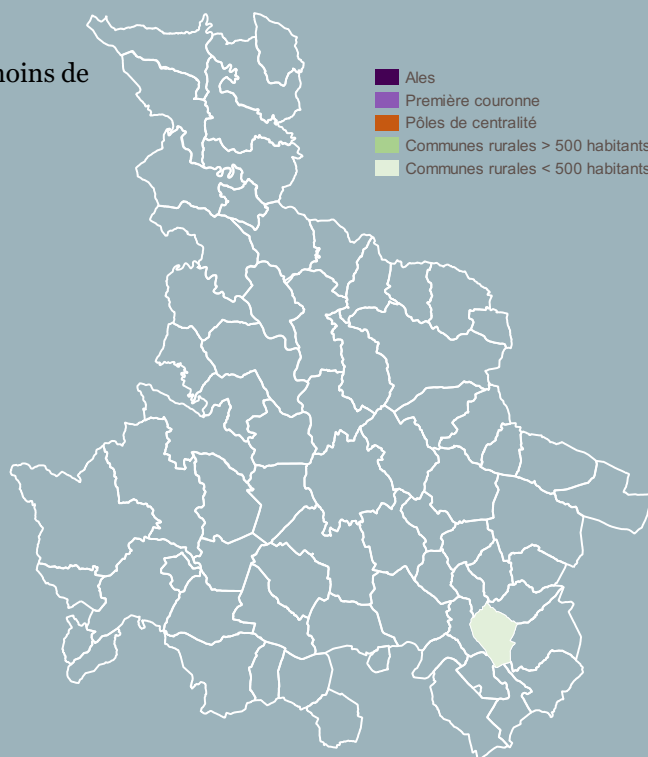 moins de
Ales
Première couronne
Pôles de centralité
Communes rurales > 500 habitants
Communes rurales < 500 habitants